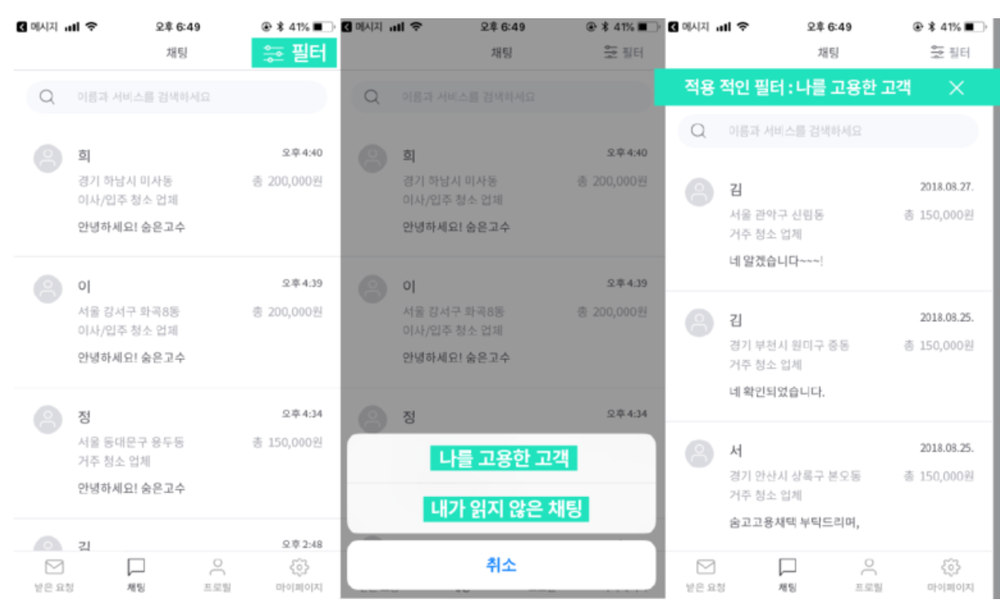 메시지
오후 6:49
41%
채팅
필터
이름과 서비스를 검색하세요
희
오후 4:40
경기 하남시 미사동
총 200,000원
이사/입주 청소 업체
안녕하세요! 숨은고수
이
오후 4:39
서울 강서구 화곡8동
총 200,000원
이사/입주 청소 업체
안녕하세요! 숨은고수
정
오후 4:34
서울 동대문구 용두동
총 150,000원
거주 청소 업체
안녕하세요! 숨은고수
김
오후 2:48
받은 요청
채팅
프로필
마이페이지
메시지
오후 6:49
41%
채팅
필터
이름과 서비스를 검색하세요
희
오후 4:40
경기 하남시 미사동
총 200,000원
이사/입주 청소 업체
안녕하세요! 숨은고수
이
오후 4:39
서울 강서구 화곡8동
총 200,000원
이사/입주 청소 업체
안녕하세요! 숨은고수
정
오후 4:34
나를 고용한 고객
내가 읽지 않은 채팅
취소
메시지
오후 6:49
41%
채팅
필터
적용 적인 필터 : 나를 고용한 고객
이름과 서비스를 검색하세요
김
2018.08.27.
서울 관악구 신림동
총 150,000원
거주 청소 업체
네 알겠습니다~~~!
김
2018.08.25.
경기 부천시 원미구 중동
총 150,000원
거주 청소 업체
네 확인되었습니다.
서
2018.08.25.
경기 안산시 상록구 본오동
총 150,000원
거주 청소 업체
숨고고용채택 부탁드리며,
받은 요청
채팅
프로필
마이페이지